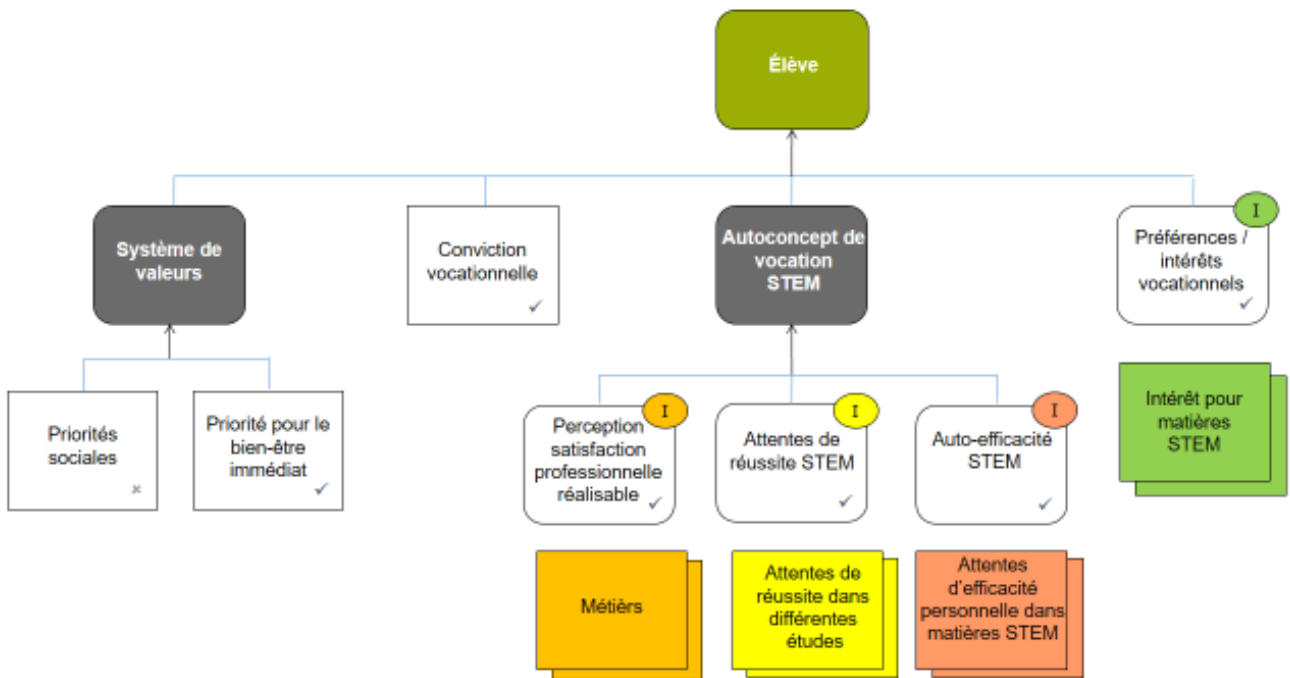 Élève
Système de
valeurs
Conviction
vocationnelle
✓
Autoconcept de
vocation
STEM
I
Préférences /
intérêts
vocationnels
✓
Priorités
sociales
×
Priorité pour le
bien-être
immédiat
✓
I
Perception
satisfaction
professionnelle
réalisable
✓
I
Attentes de
réussite STEM
✓
I
Auto-efficacité
STEM
✓
Intérêt pour
matières
STEM
Métièrs
Attentes de
réussite dans
différentes
études
Attentes
d'efficacité
personnelle dans
matières STEM